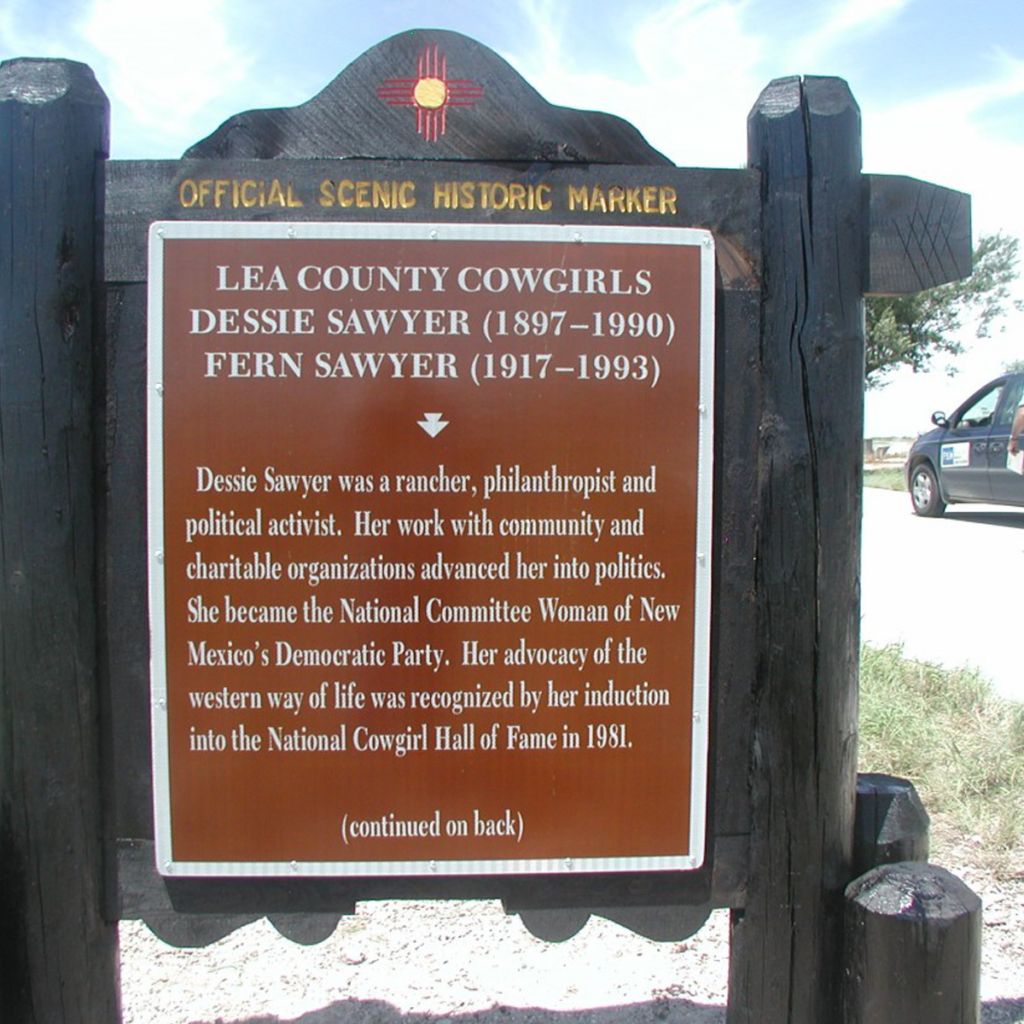 OFFICIAL SCENIC HISTORIC MARKER
LEA COUNTY COWGIRLS
DESSIE SAWYER (1897–1990)
FERN SAWYER (1917–1993)
Dessie Sawyer was a rancher, philanthropist and
political activist. Her work with community and
charitable organizations advanced her into politics.
She became the National Committee Woman of New
Mexico's Democratic Party. Her advocacy of the
western way of life was recognized by her induction
into the National Cowgirl Hall of Fame in 1981.
(continued on back)